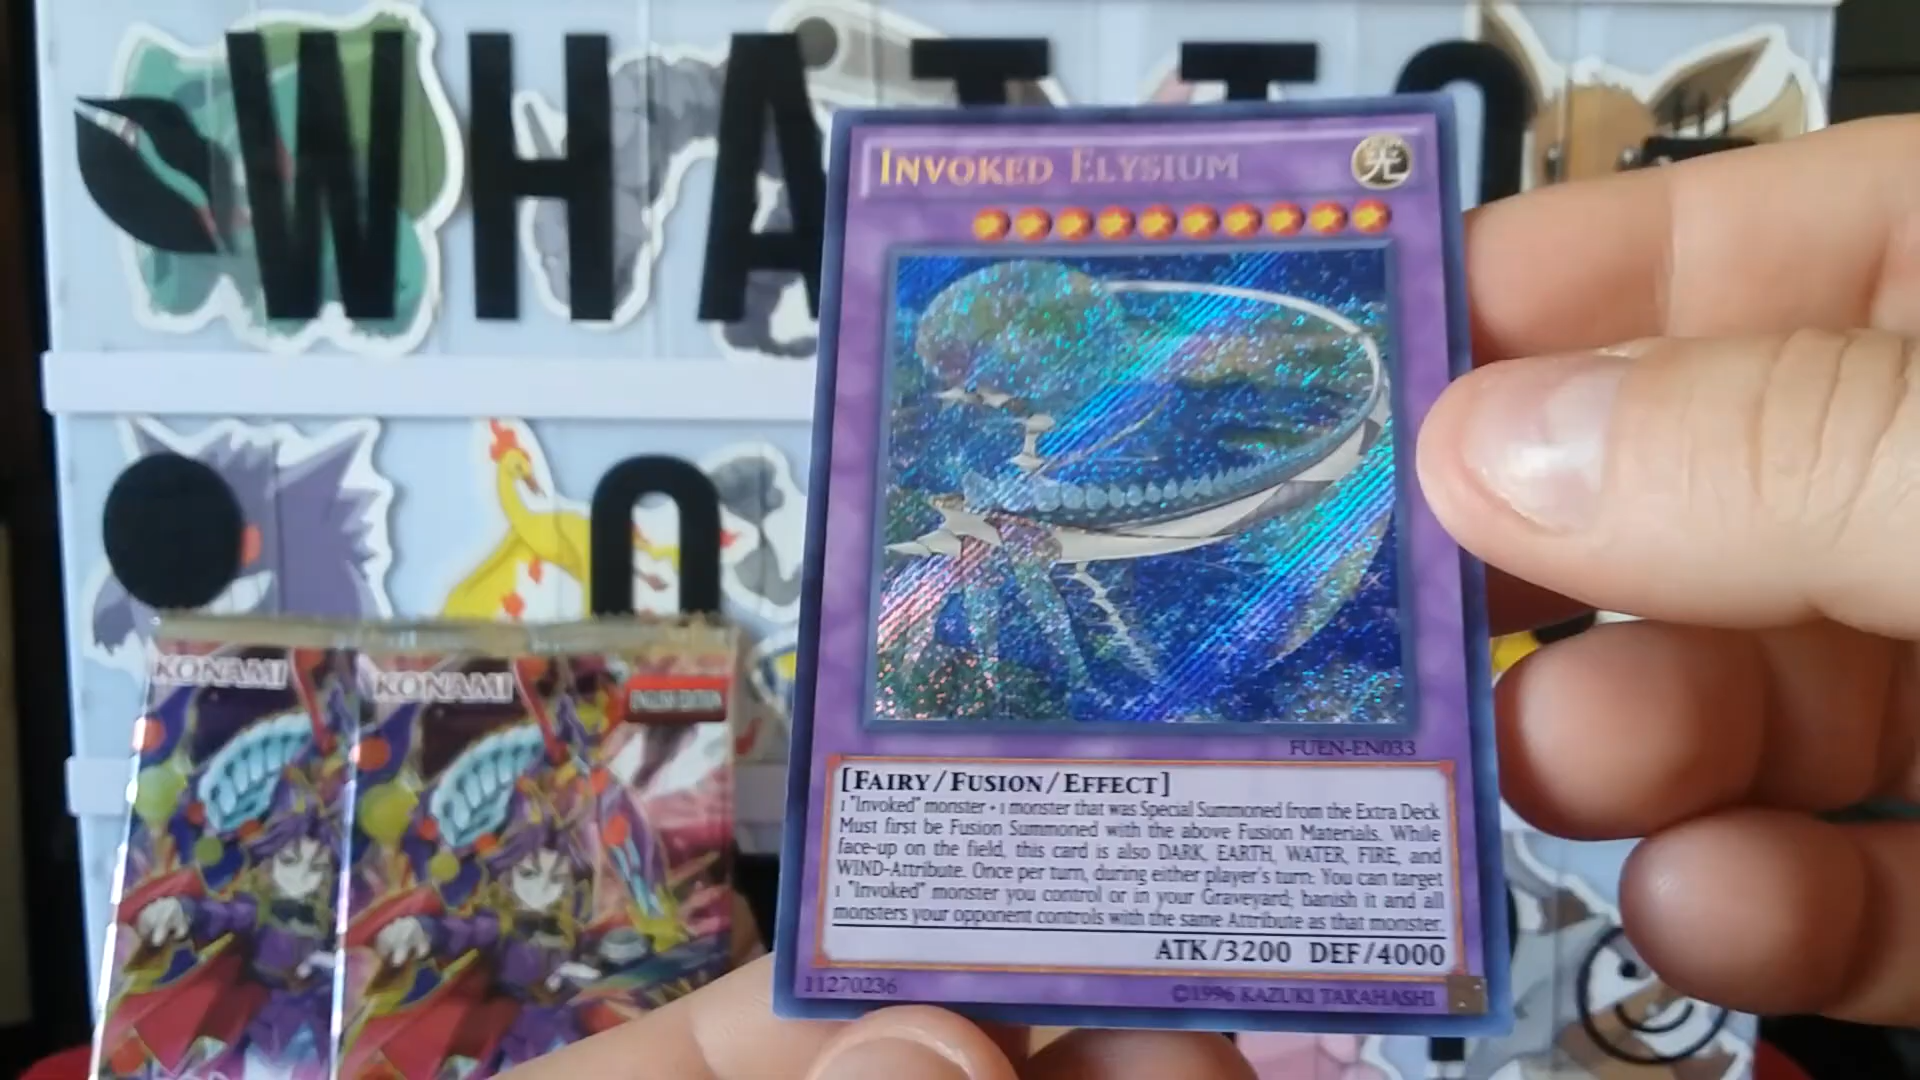 WHAT TO
INVOKED ELYSIUM
光
KONAMI
KONAMI
FUEN-EN033
[FAIRY/FUSION/EFFECT]
1 "Invoked" monster + 1 monster that was Special Summoned from the Extra Deck
Must first be Fusion Summoned with the above Fusion Materials. While
face-up on the field, this card is also DARK, EARTH, WATER, FIRE, and
WIND-Attribute. Once per turn, during either player's turn: You can target
1 "Invoked" monster you control or in your Graveyard; banish it and all
monsters your opponent controls with the same Attribute as that monster.
ATK/3200 DEF/4000
11270236
©1996 KAZUKI TAKAHASHI